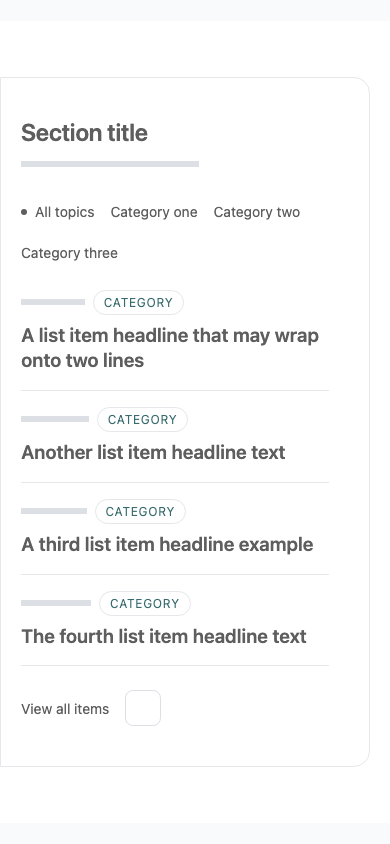 Section title
All topics Category one Category two
Category three
CATEGORY
A list item headline that may wrap
onto two lines
CATEGORY
Another list item headline text
CATEGORY
A third list item headline example
CATEGORY
The fourth list item headline text
View all items